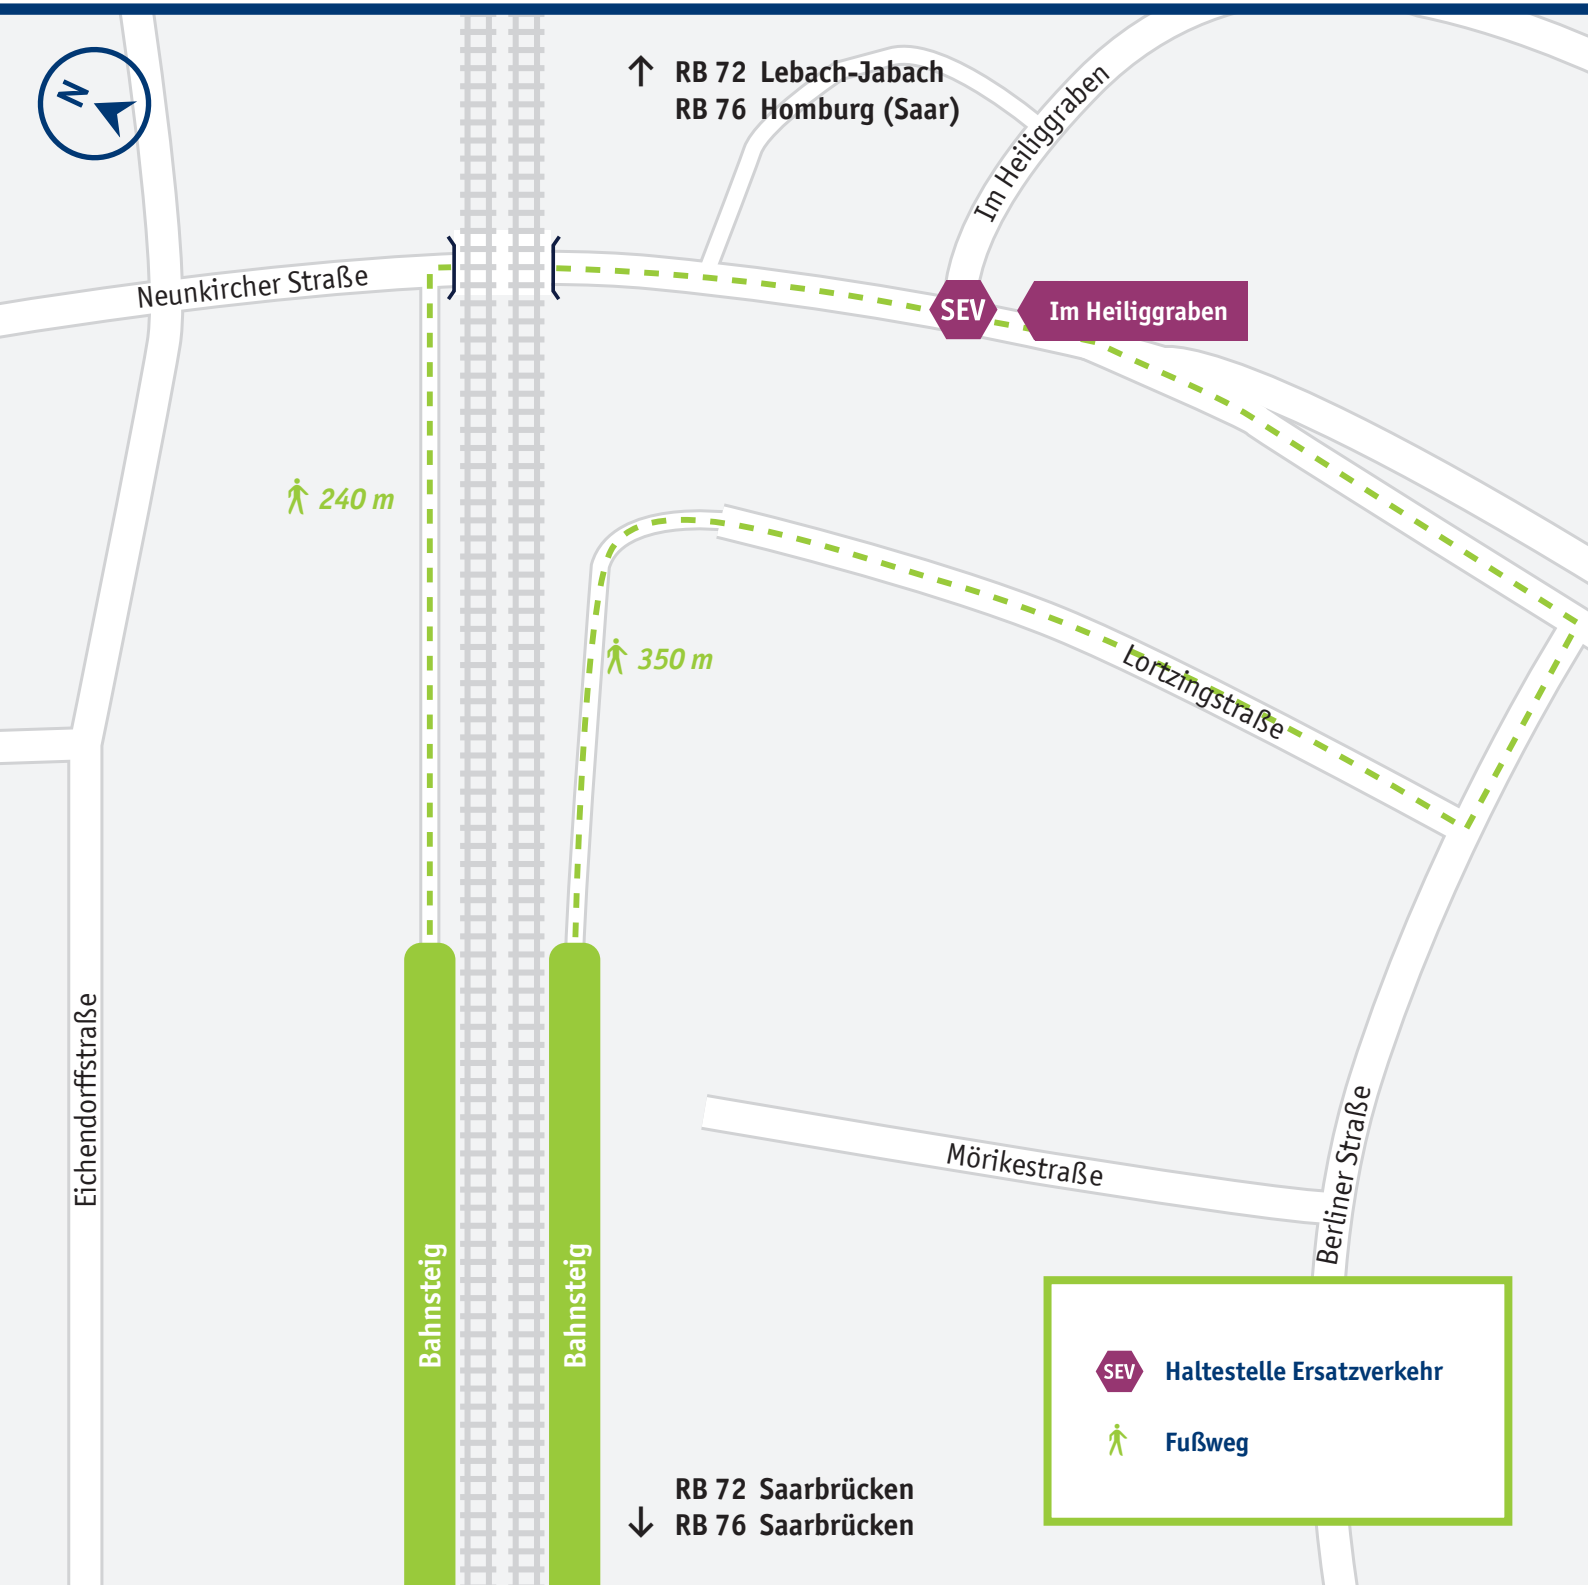 N
RB 72 Lebach-Jabach
RB 76 Homburg (Saar)
Im Heiliggraben
Neunkircher Straße
SEV
Im Heiliggraben
240 m
350 m
Lortzingstraße
Eichendorffstraße
Mörikestraße
Berliner Straße
Bahnsteig
Bahnsteig
SEV Haltestelle Ersatzverkehr
Fußweg
RB 72 Saarbrücken
RB 76 Saarbrücken